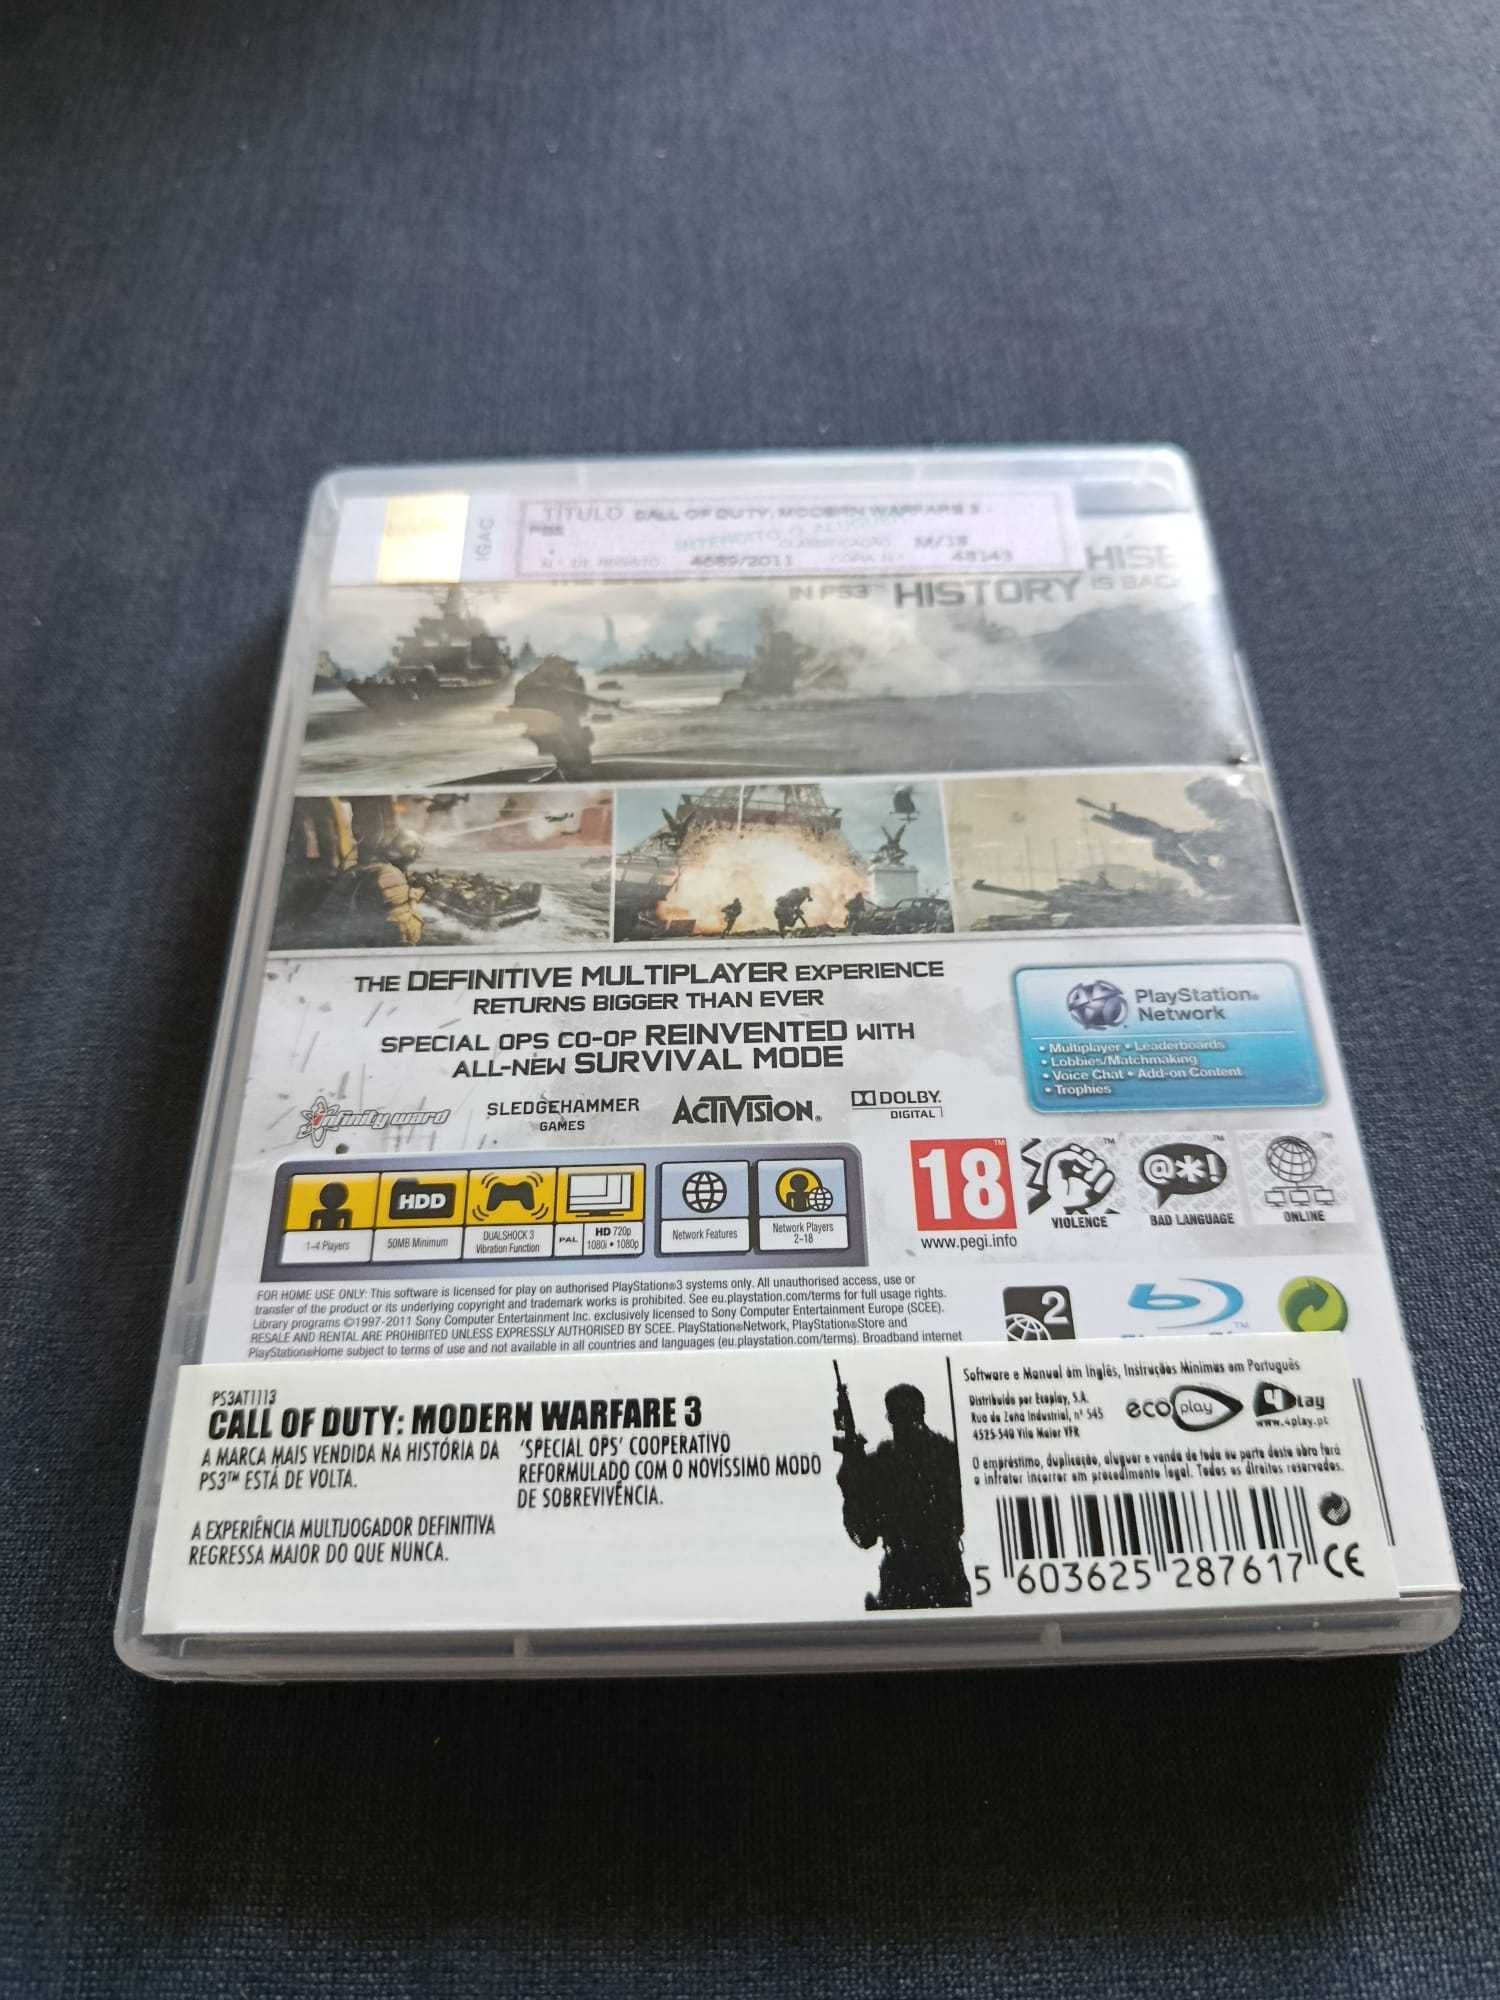 IGAC
TÍTULO CALL OF DUTY: MODERN WARFARE 3 -
PS3
INTERDITO O ALUGUER
CLASSIFICAÇÃO M/18
N.º DE REGISTO: 4689/2011 CÓPIA N.º: 48143
HISE
IN PS3™ HISTORY IS BACK
THE DEFINITIVE MULTIPLAYER EXPERIENCE
RETURNS BIGGER THAN EVER
SPECIAL OPS CO-OP REINVENTED WITH
ALL-NEW SURVIVAL MODE
PlayStation®
Network
• Multiplayer • Leaderboards
• Lobbies/Matchmaking
• Voice Chat • Add-on Content
• Trophies
infinity ward
SLEDGEHAMMER
GAMES
ACTIVISION®
DOLBY.
DIGITAL
1-4 Players
HDD
50MB Minimum
DUALSHOCK 3
Vibration Function
PAL
HD 720p
1080i • 1080p
Network Features
Network Players
2-18
18
www.pegi.info
VIOLENCE
@*!
BAD LANGUAGE
ONLINE
FOR HOME USE ONLY: This software is licensed for play on authorised PlayStation®3 systems only. All unauthorised access, use or
transfer of the product or its underlying copyright and trademark works is prohibited. See eu.playstation.com/terms for full usage rights.
Library programs ©1997-2011 Sony Computer Entertainment Inc. exclusively licensed to Sony Computer Entertainment Europe (SCEE).
RESALE AND RENTAL ARE PROHIBITED UNLESS EXPRESSLY AUTHORISED BY SCEE. PlayStation®Network, PlayStation®Store and
PlayStation®Home subject to terms of use and not available in all countries and languages (eu.playstation.com/terms). Broadband internet
2
PS3AT1113
CALL OF DUTY: MODERN WARFARE 3
A MARCA MAIS VENDIDA NA HISTÓRIA DA
PS3™ ESTÁ DE VOLTA.
A EXPERIÊNCIA MULTIJOGADOR DEFINITIVA
REGRESSA MAIOR DO QUE NUNCA.
'SPECIAL OPS' COOPERATIVO
REFORMULADO COM O NOVÍSSIMO MODO
DE SOBREVIVÊNCIA.
Software e Manual em Inglês, Instruções Mínimas em Português
Distribuído por Ecoplay, S.A.
Rua da Zona Industrial, nº 545
4525-540 Vila Maior VFR
eco play
4Play
www.4play.pt
O empréstimo, duplicação, aluguer e venda de toda ou parte desta obra fará
o infrator incorrer em procedimento legal. Todos os direitos reservados.
5 603625 287617
CE